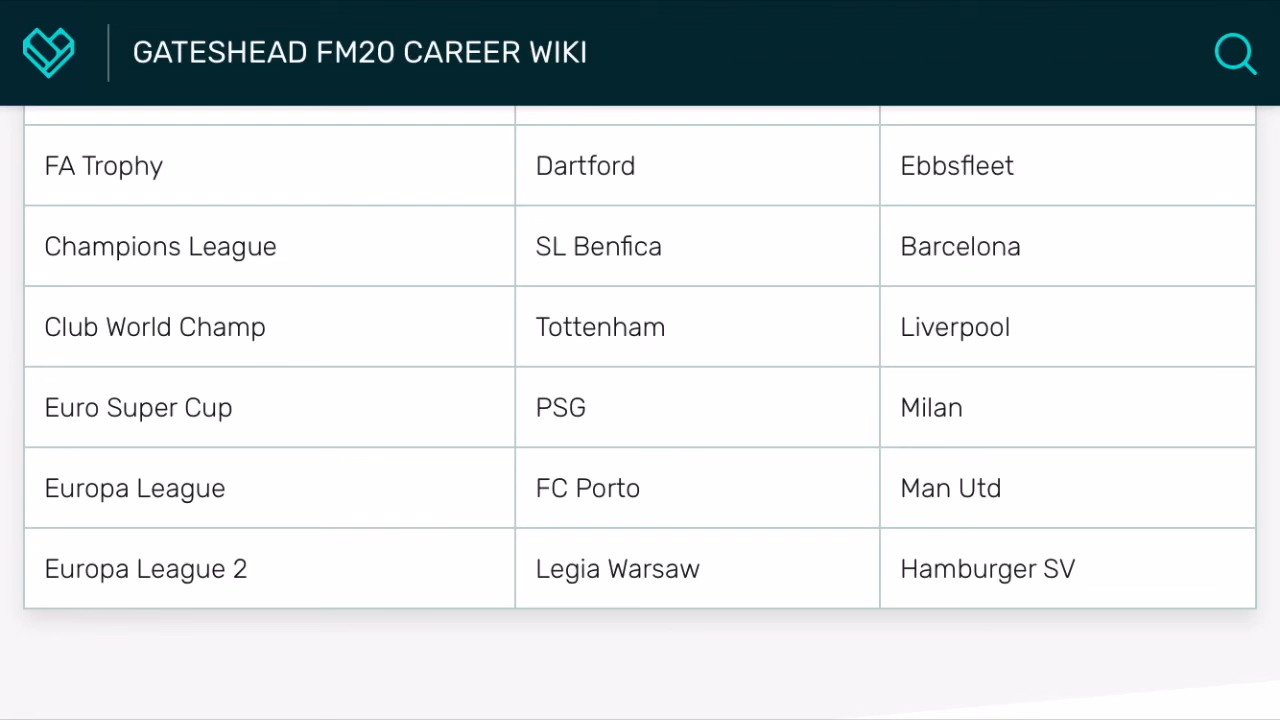 GATESHEAD FM20 CAREER WIKI
FA Trophy Dartford Ebbsfleet
Champions League SL Benfica Barcelona
Club World Champ Tottenham Liverpool
Euro Super Cup PSG Milan
Europa League FC Porto Man Utd
Europa League 2 Legia Warsaw Hamburger SV